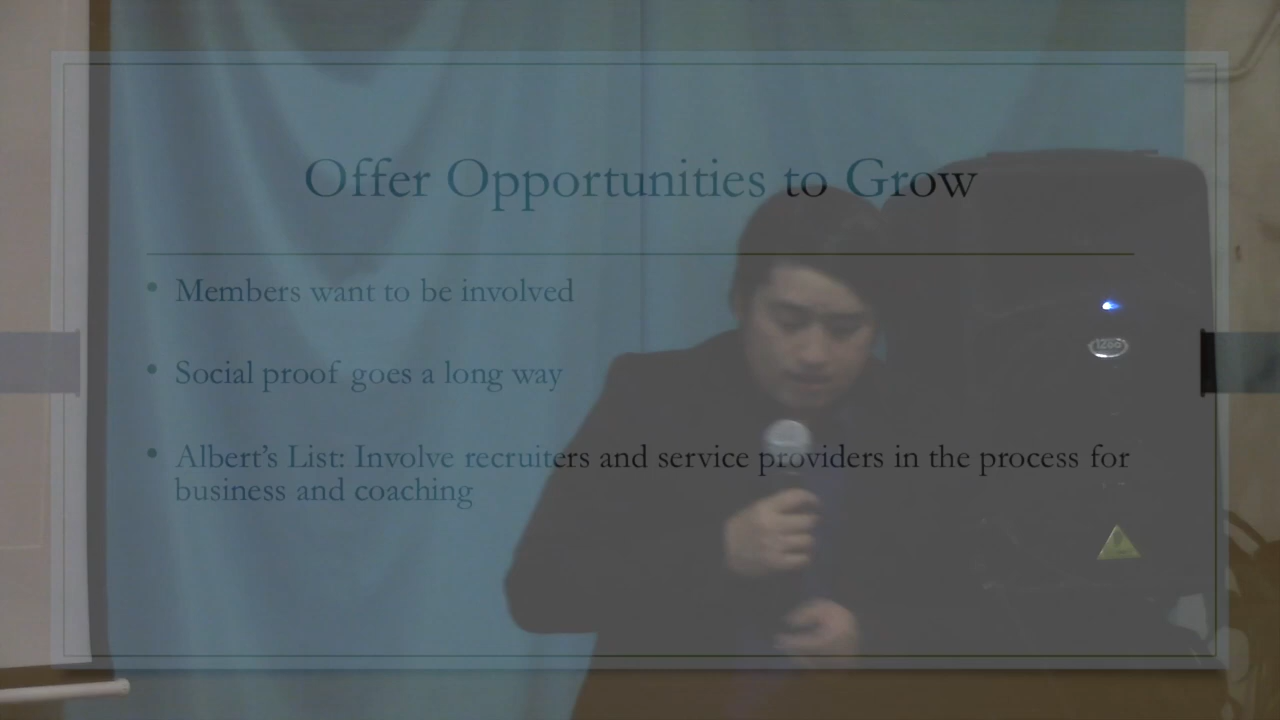 Offer Opportunities to Grow
• Members want to be involved
• Social proof goes a long way
• Albert's List: Involve recruiters and service providers in the process for
business and coaching